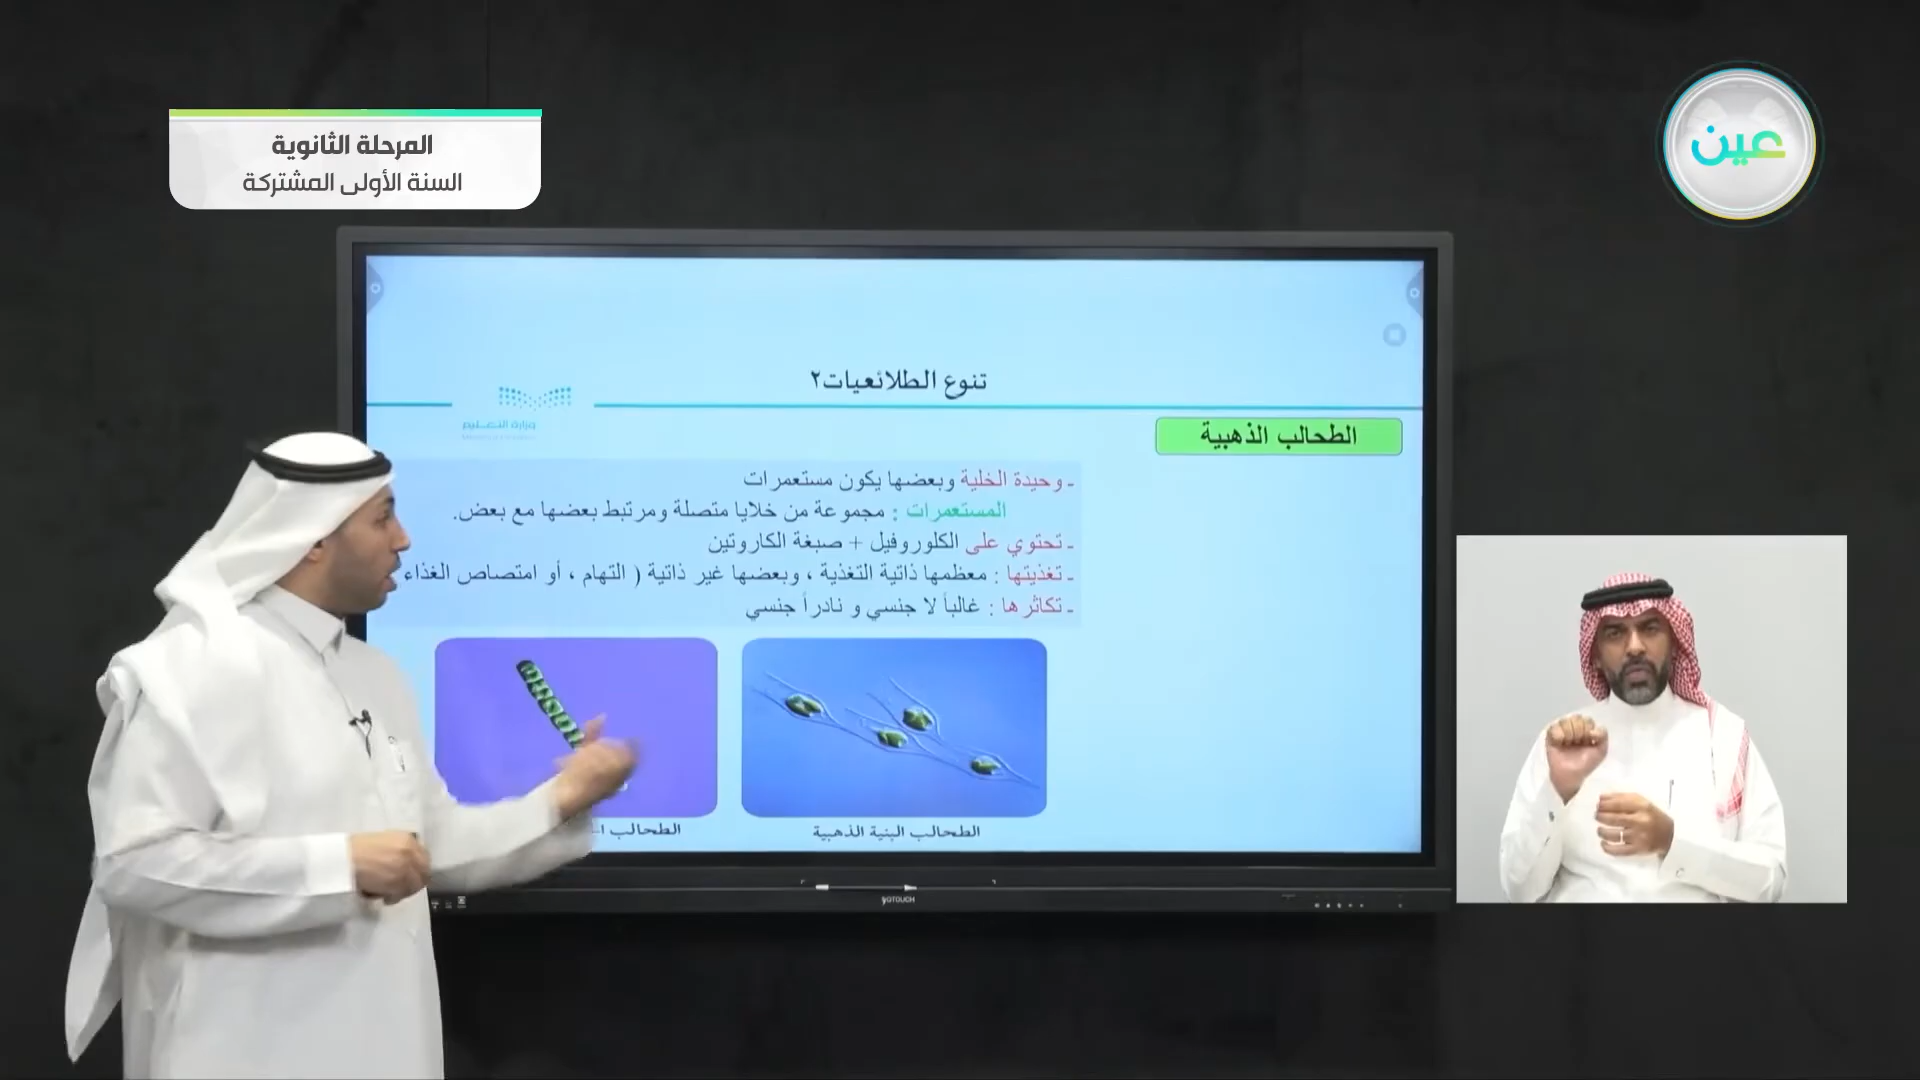 المرحلة الثانوية
السنة الأولى المشتركة
عين
تنوع الطلائعيات٢
وزارة التعليم
الطحالب الذهبية
ـ وحيدة الخلية وبعضها يكون مستعمرات
المستعمرات : مجموعة من خلايا متصلة ومرتبط بعضها مع بعض.
ـ تحتوي على الكلوروفيل + صبغة الكاروتين
ـ تغذيتها : معظمها ذاتية التغذية ، وبعضها غير ذاتية ( التهام ، أو امتصاص الغذاء
ـ تكاثرها : غالباً لا جنسي و نادراً جنسي
الطحالب البنية الذهبية
الطحالب